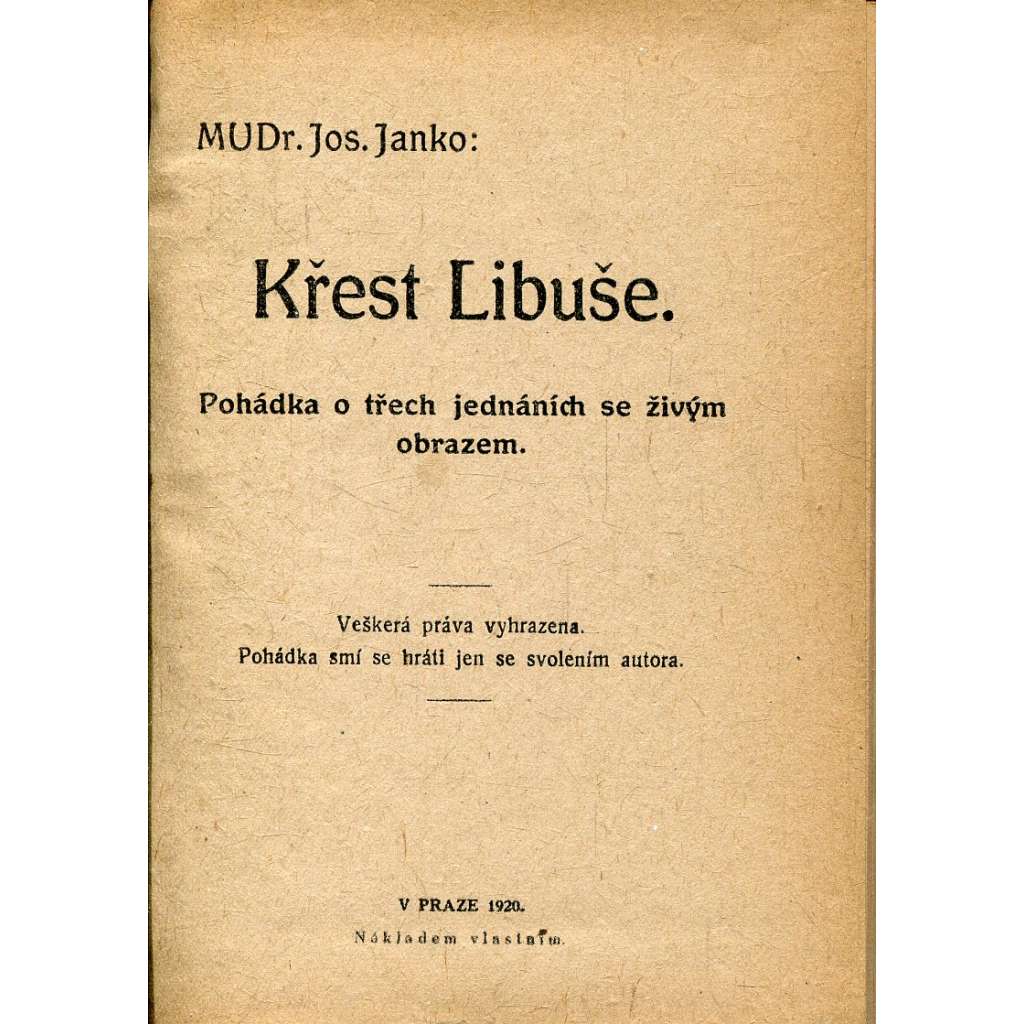 MUDr. Jos. Janko:
Křest Libuše.
Pohádka o třech jednáních se živým
obrazem.
Veškerá práva vyhrazena.
Pohádka smí se hráti jen se svolením autora.
V PRAZE 1920.
Nákladem vlastním.